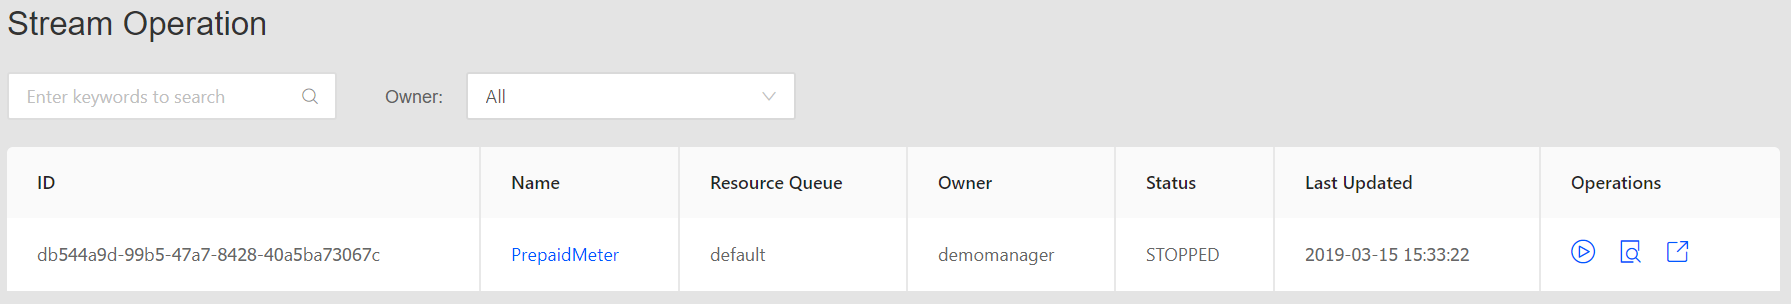 Stream Operation
Enter keywords to search
Owner:
All
ID Name Resource Queue Owner Status Last Updated Operations
db544a9d-99b5-47a7-8428-40a5ba73067c PrepaidMeter default demomanager STOPPED 2019-03-15 15:33:22